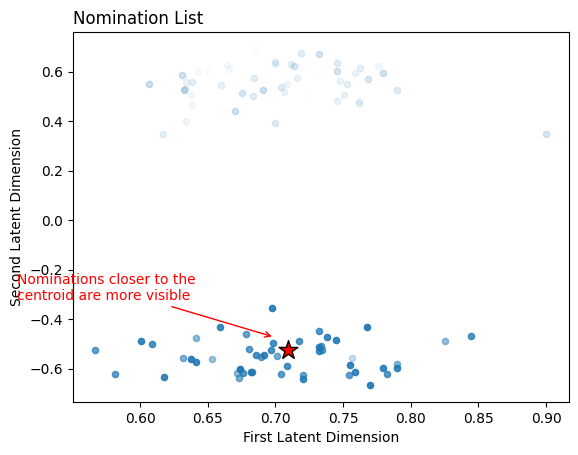 Nomination List
0.6
0.4
0.2
0.0
−0.2
−0.4
−0.6
Second Latent Dimension
Nominations closer to the
centroid are more visible
0.60
0.65
0.70
0.75
0.80
0.85
0.90
First Latent Dimension